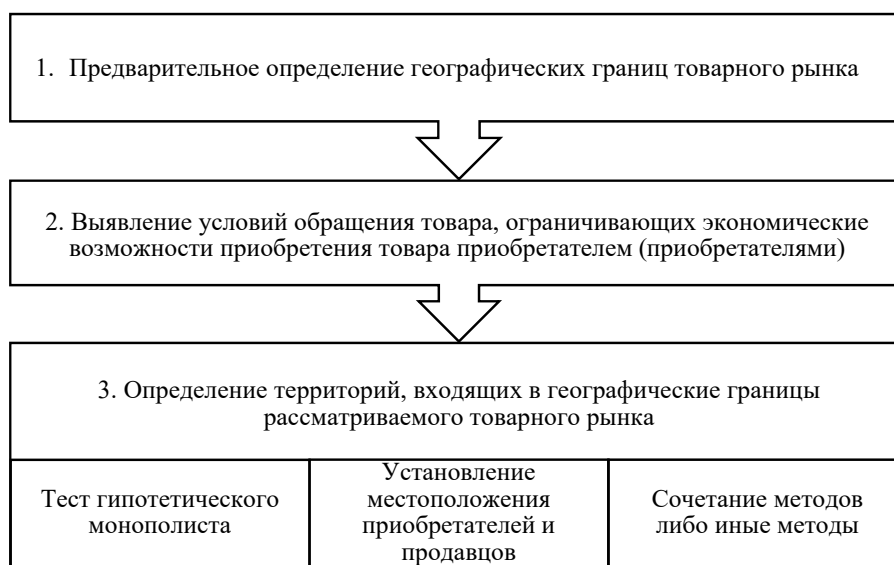 1. Предварительное определение географических границ товарного рынка
2. Выявление условий обращения товара, ограничивающих экономические
возможности приобретения товара приобретателем (приобретателями)
3. Определение территорий, входящих в географические границы
рассматриваемого товарного рынка
Тест гипотетического
монополиста
Установление
местоположения
приобретателей и
продавцов
Сочетание методов
либо иные методы